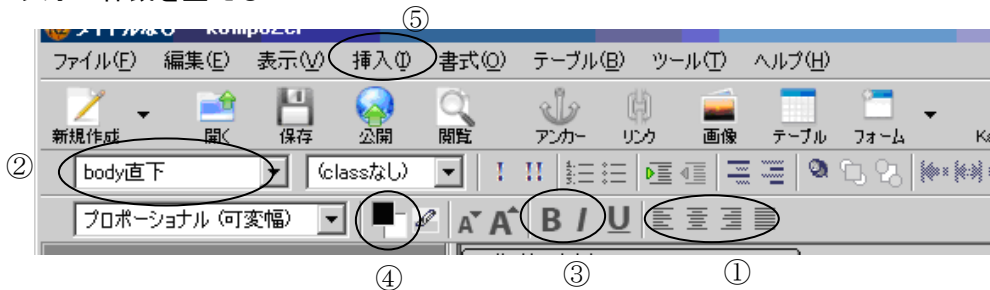 ⑤
ファイル(F) 編集(E) 表示(V) 挿入(I) 書式(O) テーブル(B) ツール(T) ヘルプ(H)
新規作成 開く 保存 公開 閲覧 アンカー リンク 画像 テーブル フォーム
② body直下 (classなし)
プロポーショナル (可変幅) A A B I U
④ ③ ①